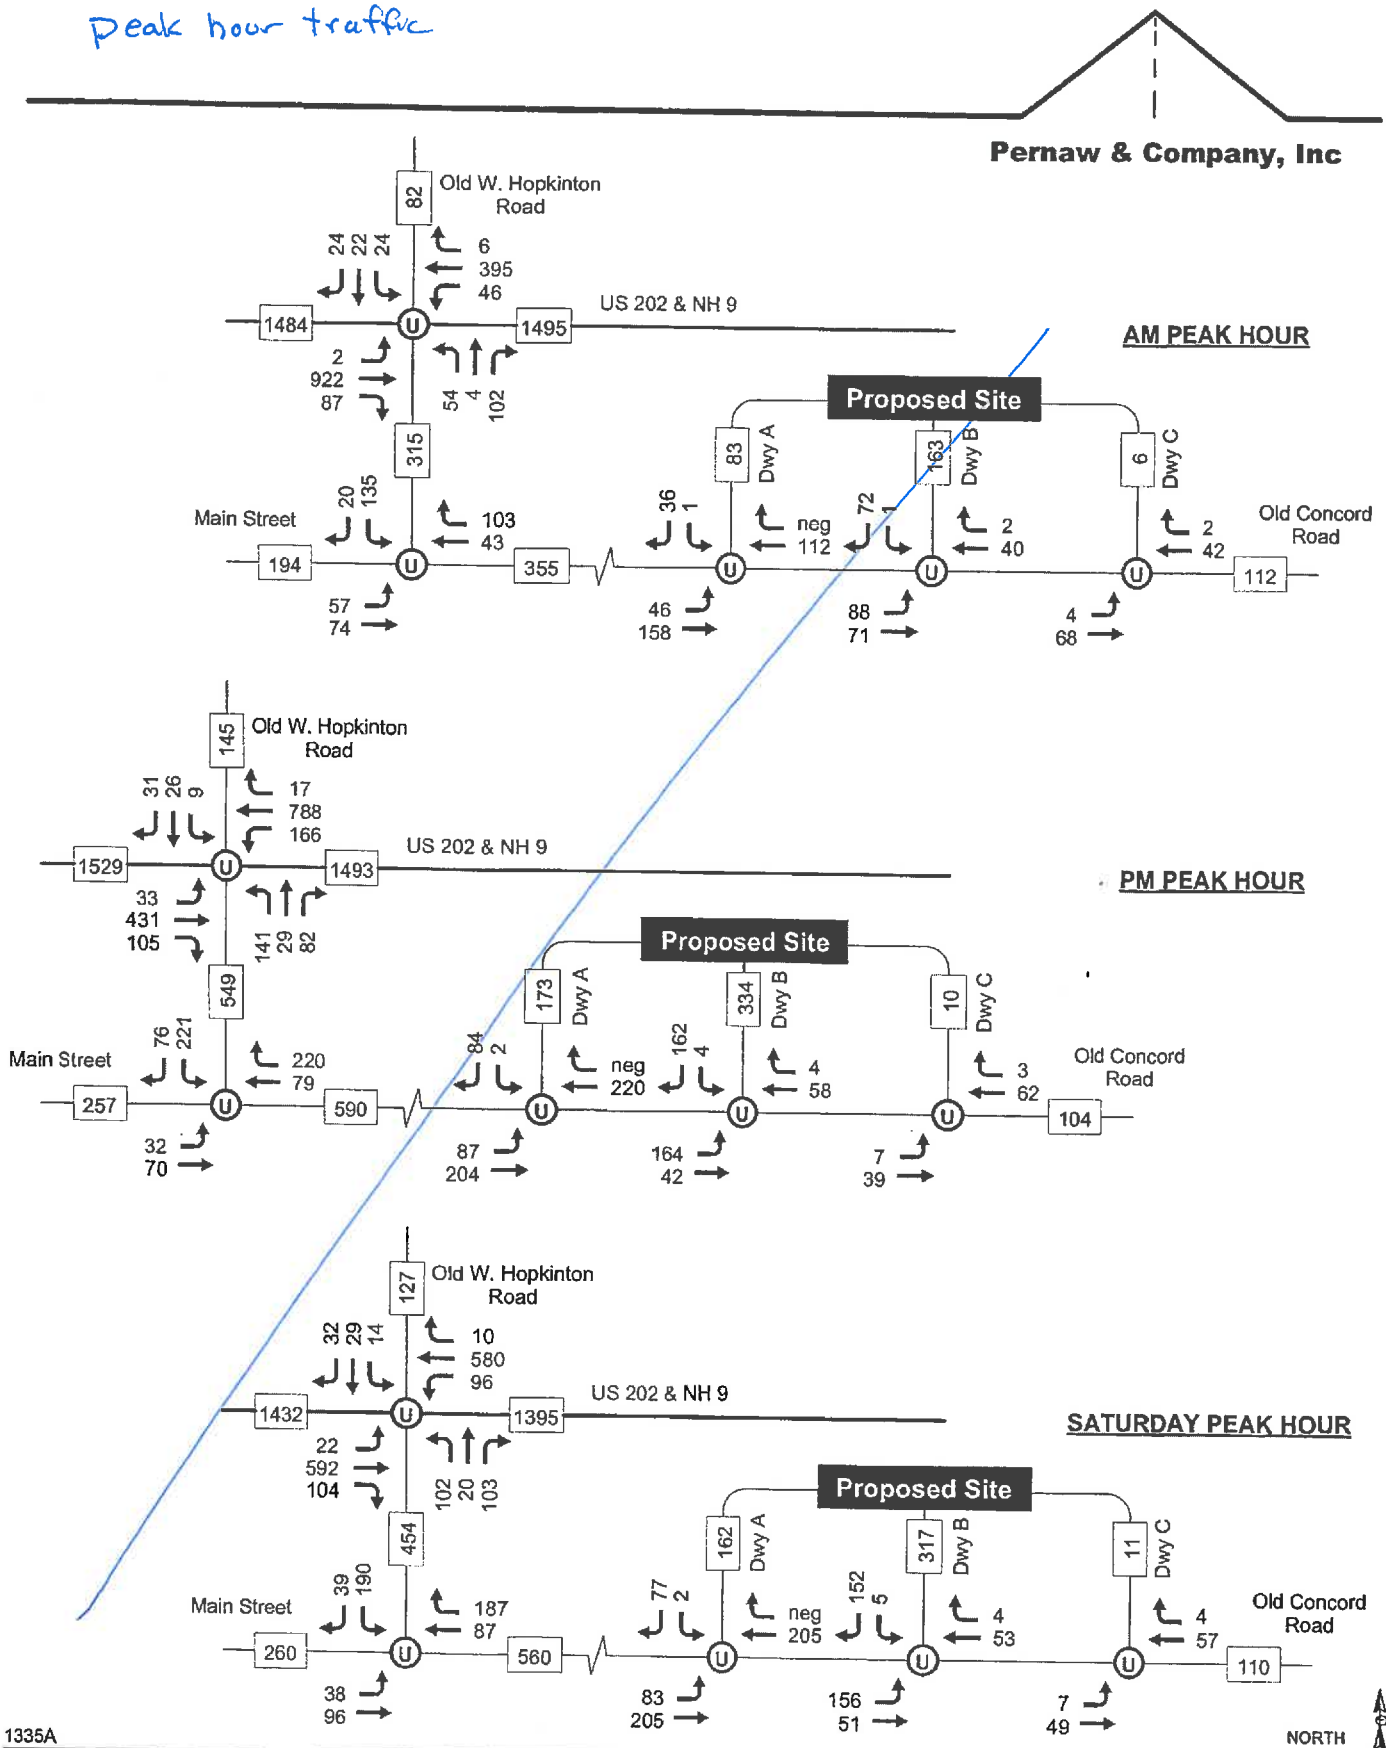 peak hour traffic
Pernaw & Company, Inc
82
Old W. Hopkinton
Road
24 22 24
6
395
46
1484
U
1495
US 202 & NH 9
AM PEAK HOUR
2
922
87
54 4 102
315
Proposed Site
83
Dwy A
163
Dwy B
6
Dwy C
20 135
Main Street
103
43
36 1
neg
112
72 1
2
40
2
42
Old Concord
Road
194
U
355
U
U
U
112
57
74
46
158
88
71
4
68
145
Old W. Hopkinton
Road
31 26 9
17
788
166
1529
U
1493
US 202 & NH 9
PM PEAK HOUR
33
431
105
141 29 82
549
Proposed Site
173
Dwy A
334
Dwy B
10
Dwy C
76 221
Main Street
220
79
84 2
neg
220
162 4
4
58
3
62
Old Concord
Road
257
U
590
U
U
U
104
32
70
87
204
164
42
7
39
127
Old W. Hopkinton
Road
32 29 14
10
580
96
1432
U
1395
US 202 & NH 9
SATURDAY PEAK HOUR
22
592
104
102 20 103
454
Proposed Site
162
Dwy A
317
Dwy B
11
Dwy C
39 190
Main Street
187
87
77 2
neg
205
152 5
4
53
4
57
Old Concord
Road
260
U
560
U
U
U
110
38
96
83
205
156
51
7
49
1335A
NORTH